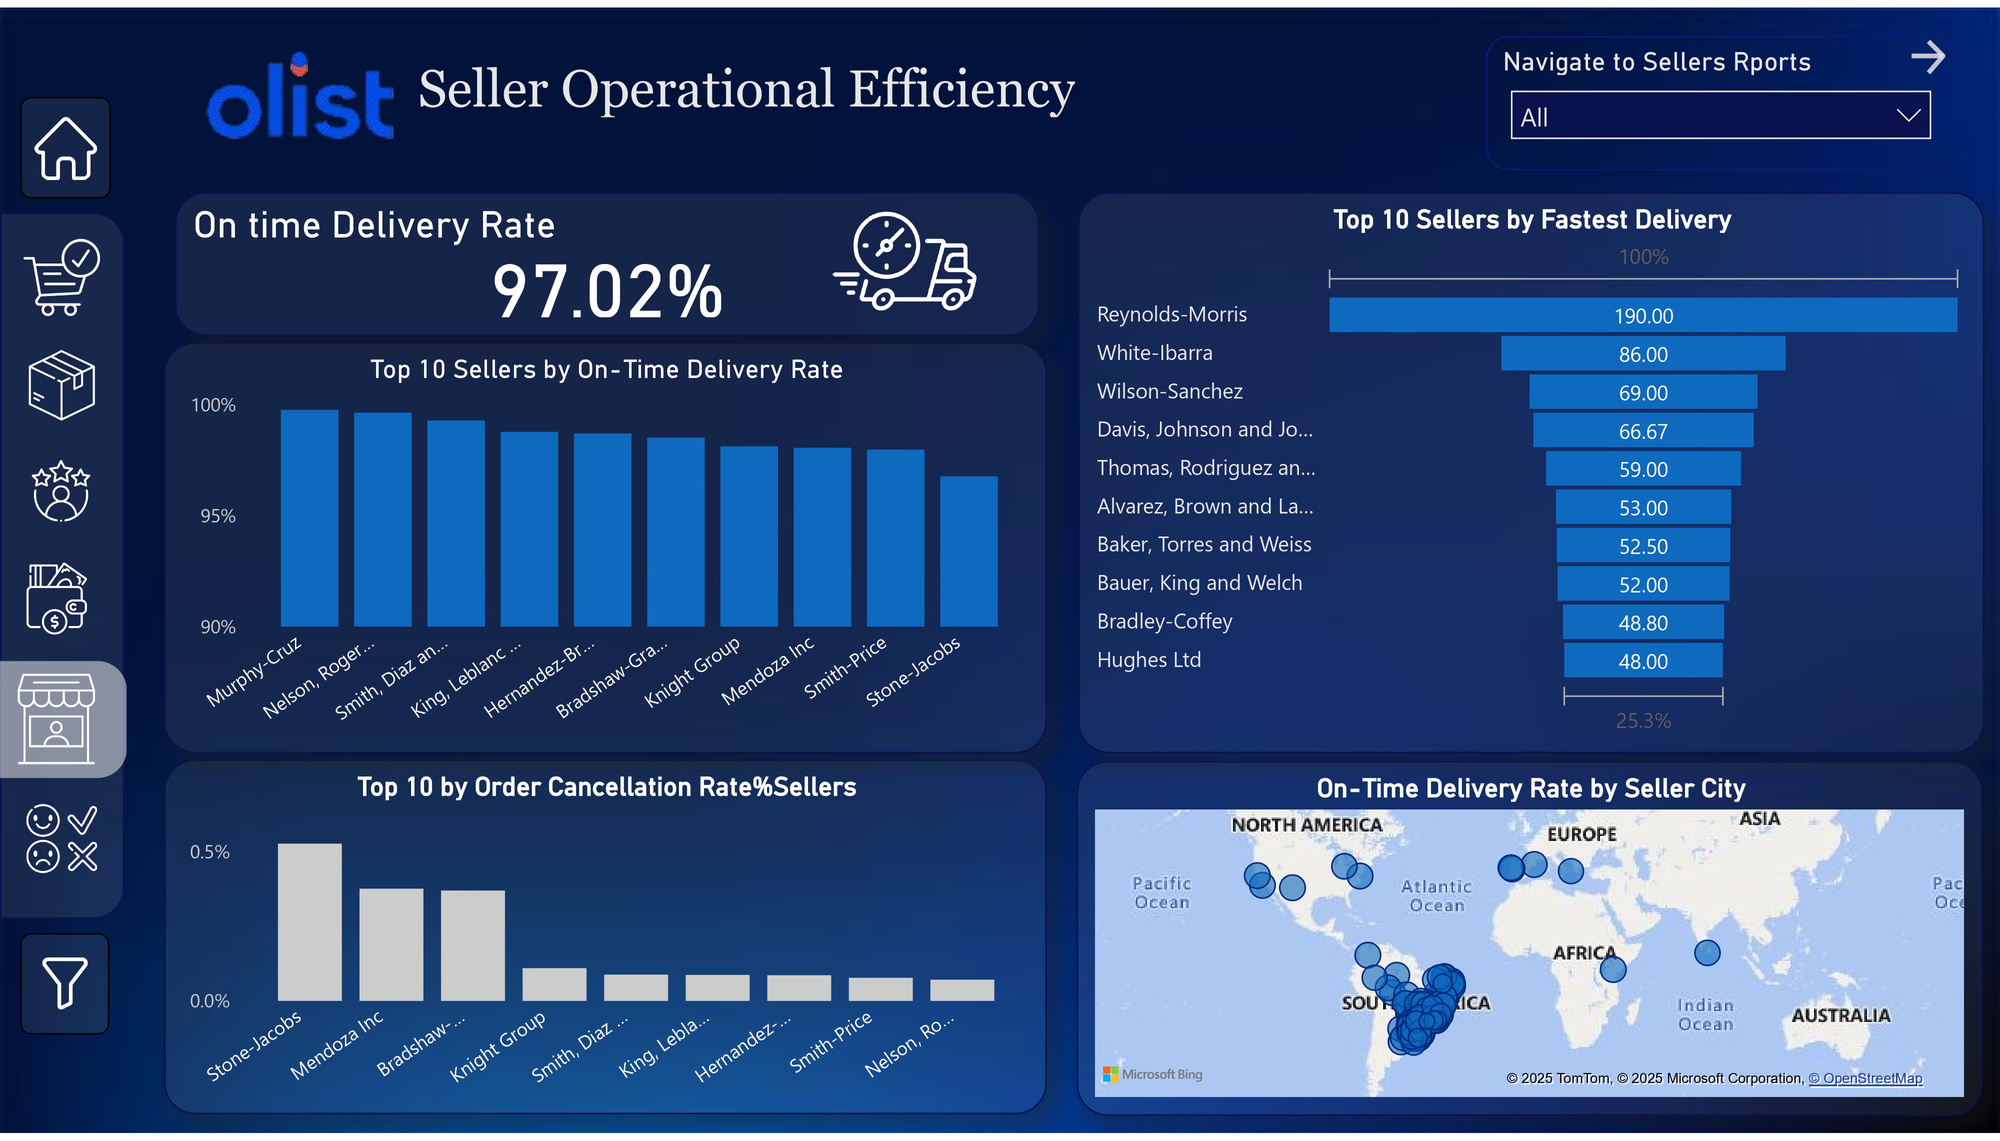 olist Seller Operational Efficiency
Navigate to Sellers Rports
All
On time Delivery Rate
97.02%
Top 10 Sellers by On-Time Delivery Rate
100%
95%
90%
Murphy-Cruz
Nelson, Roger...
Smith, Diaz an...
King, Leblanc ...
Hernandez-Br...
Bradshaw-Gra...
Knight Group
Mendoza Inc
Smith-Price
Stone-Jacobs
Top 10 Sellers by Fastest Delivery
100%
Reynolds-Morris 190.00
White-Ibarra 86.00
Wilson-Sanchez 69.00
Davis, Johnson and Jo... 66.67
Thomas, Rodriguez an... 59.00
Alvarez, Brown and La... 53.00
Baker, Torres and Weiss 52.50
Bauer, King and Welch 52.00
Bradley-Coffey 48.80
Hughes Ltd 48.00
25.3%
Top 10 by Order Cancellation Rate%Sellers
0.5%
0.0%
Stone-Jacobs
Mendoza Inc
Bradshaw-...
Knight Group
Smith, Diaz ...
King, Lebla...
Hernandez-...
Smith-Price
Nelson, Ro...
On-Time Delivery Rate by Seller City
NORTH AMERICA
EUROPE
ASIA
Pacific
Ocean
Atlantic
Ocean
Pac
Oce
AFRICA
SOU
ICA
Indian
Ocean
AUSTRALIA
Microsoft Bing
© 2025 TomTom, © 2025 Microsoft Corporation, © OpenStreetMap